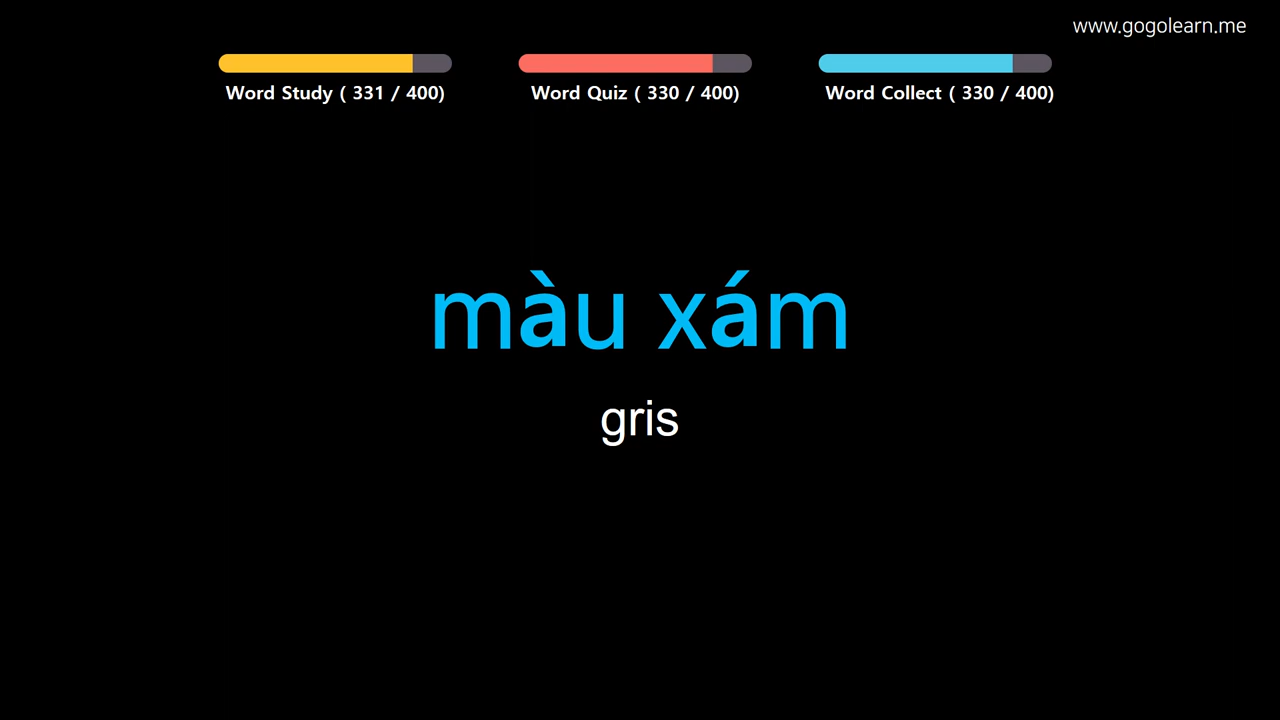 www.gogolearn.me
Word Study ( 331 / 400)
Word Quiz ( 330 / 400)
Word Collect ( 330 / 400)
màu xám
gris